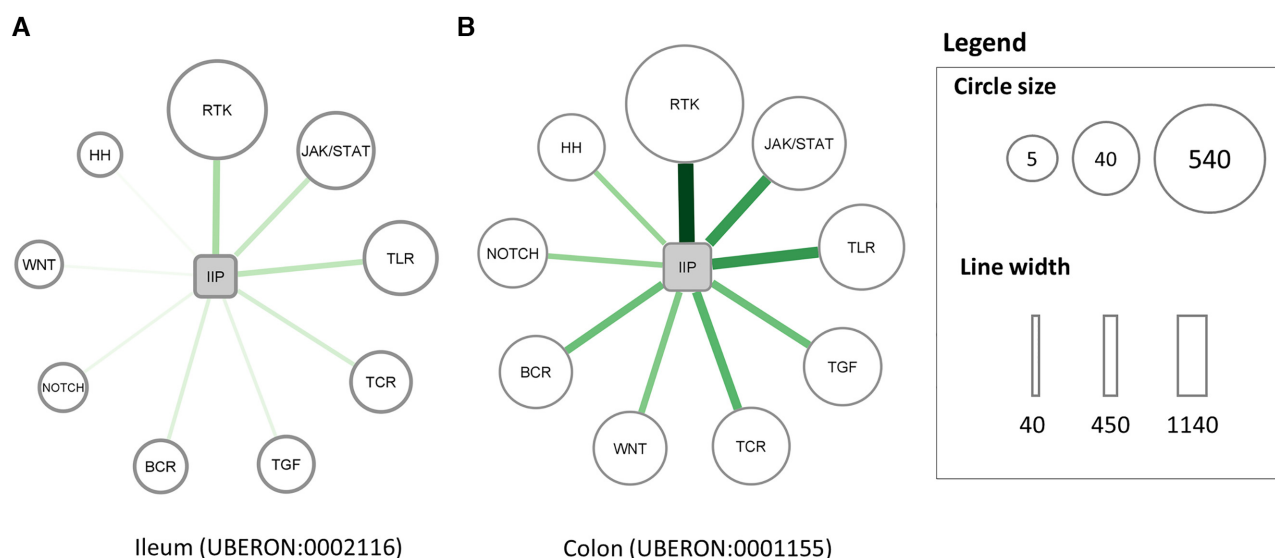 A
RTK
JAK/STAT
HH
TLR
WNT
IIP
TCR
NOTCH
BCR
TGF
Ileum (UBERON:0002116)
B
RTK
JAK/STAT
HH
TLR
NOTCH
IIP
TGF
BCR
WNT
TCR
Colon (UBERON:0001155)
Legend
Circle size
5 40 540
Line width
40 450 1140